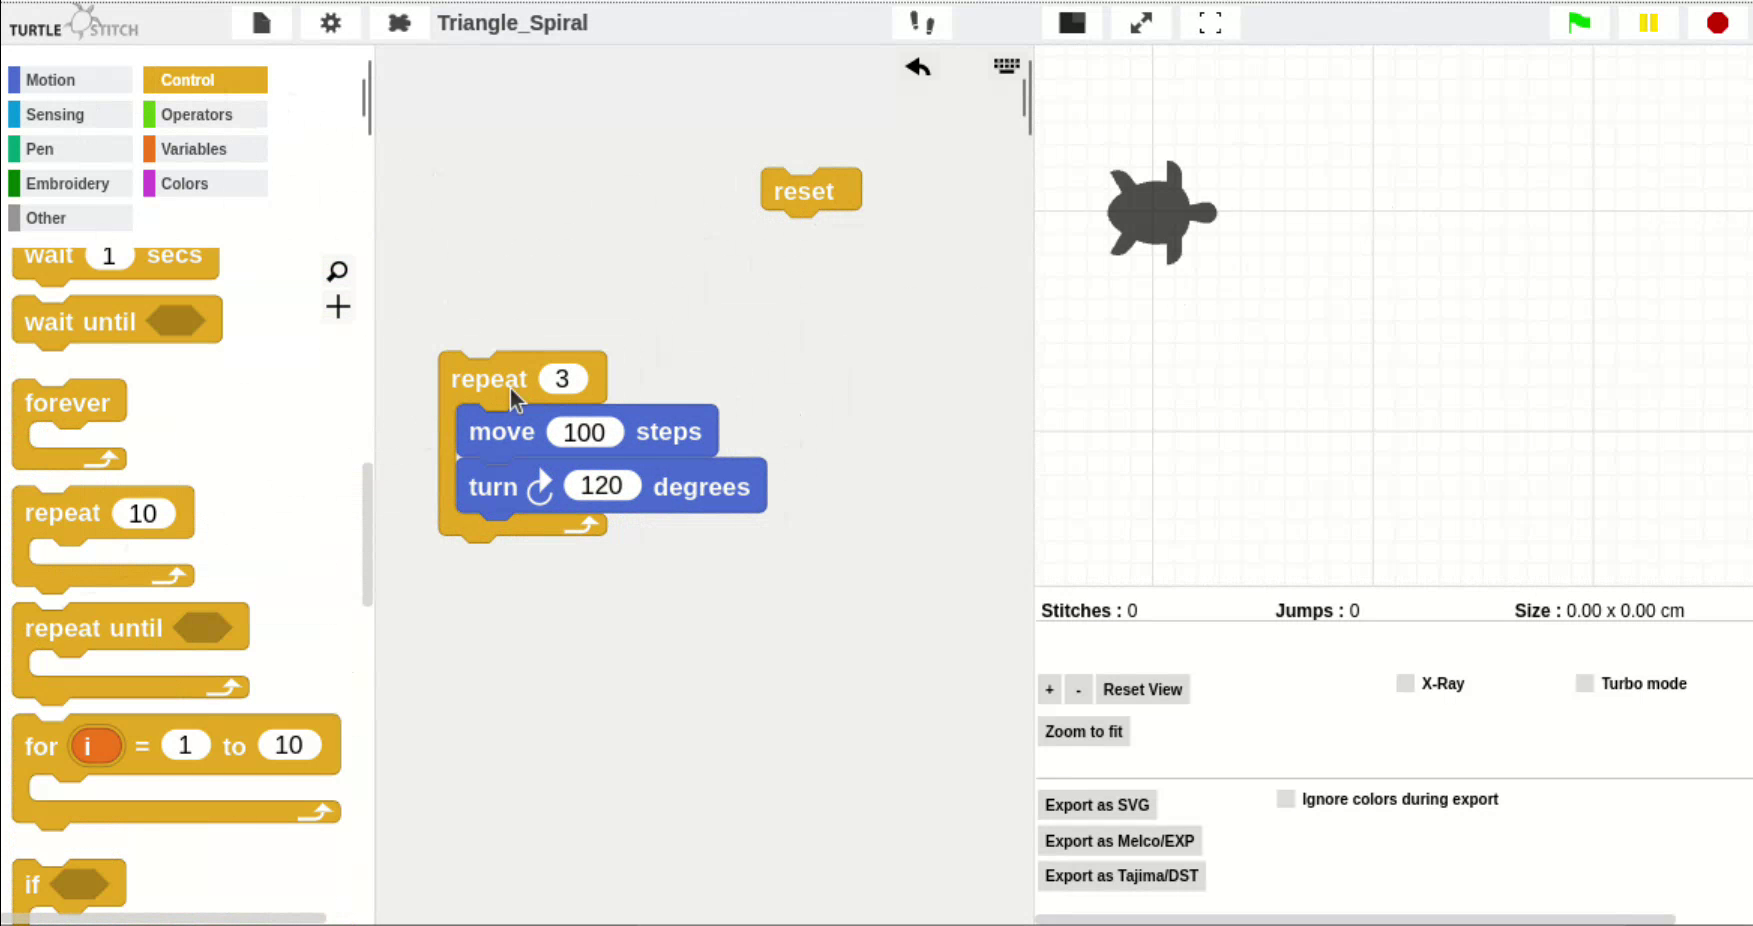 TURTLE STITCH
Triangle_Spiral
Motion
Control
Sensing
Operators
Pen
Variables
Embroidery
Colors
Other
wait 1 secs
wait until
forever
repeat 10
repeat until
for i = 1 to 10
if
reset
repeat 3
move 100 steps
turn 120 degrees
Stitches : 0
Jumps : 0
Size : 0.00 x 0.00 cm
+ - Reset View
X-Ray
Turbo mode
Zoom to fit
Export as SVG
Ignore colors during export
Export as Melco/EXP
Export as Tajima/DST